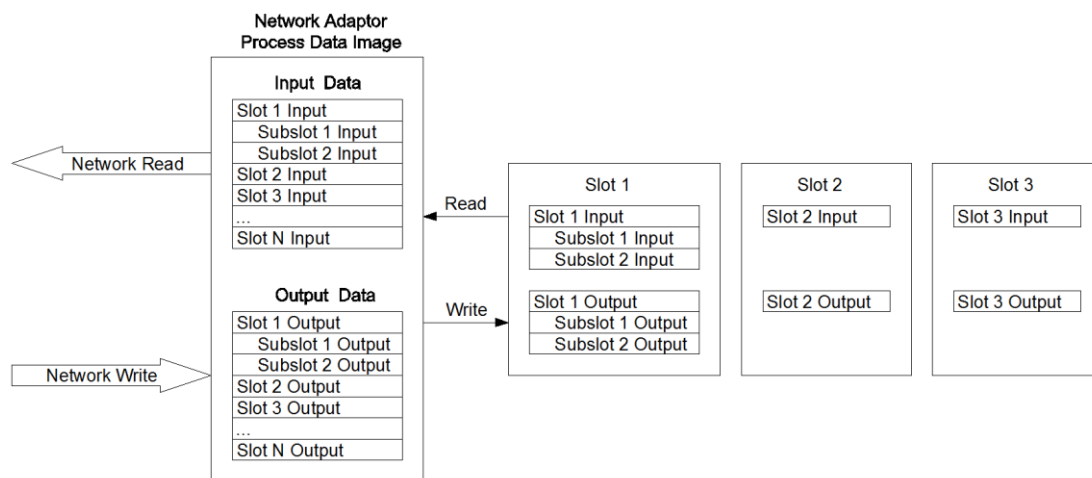 Network Adaptor
Process Data Image
Input Data
Slot 1 Input
Subslot 1 Input
Subslot 2 Input
Slot 2 Input
Slot 3 Input
...
Slot N Input
Network Read
Output Data
Slot 1 Output
Subslot 1 Output
Subslot 2 Output
Slot 2 Output
Slot 3 Output
...
Slot N Output
Network Write
Read
Write
Slot 1
Slot 1 Input
Subslot 1 Input
Subslot 2 Input
Slot 1 Output
Subslot 1 Output
Subslot 2 Output
Slot 2
Slot 2 Input
Slot 2 Output
Slot 3
Slot 3 Input
Slot 3 Output